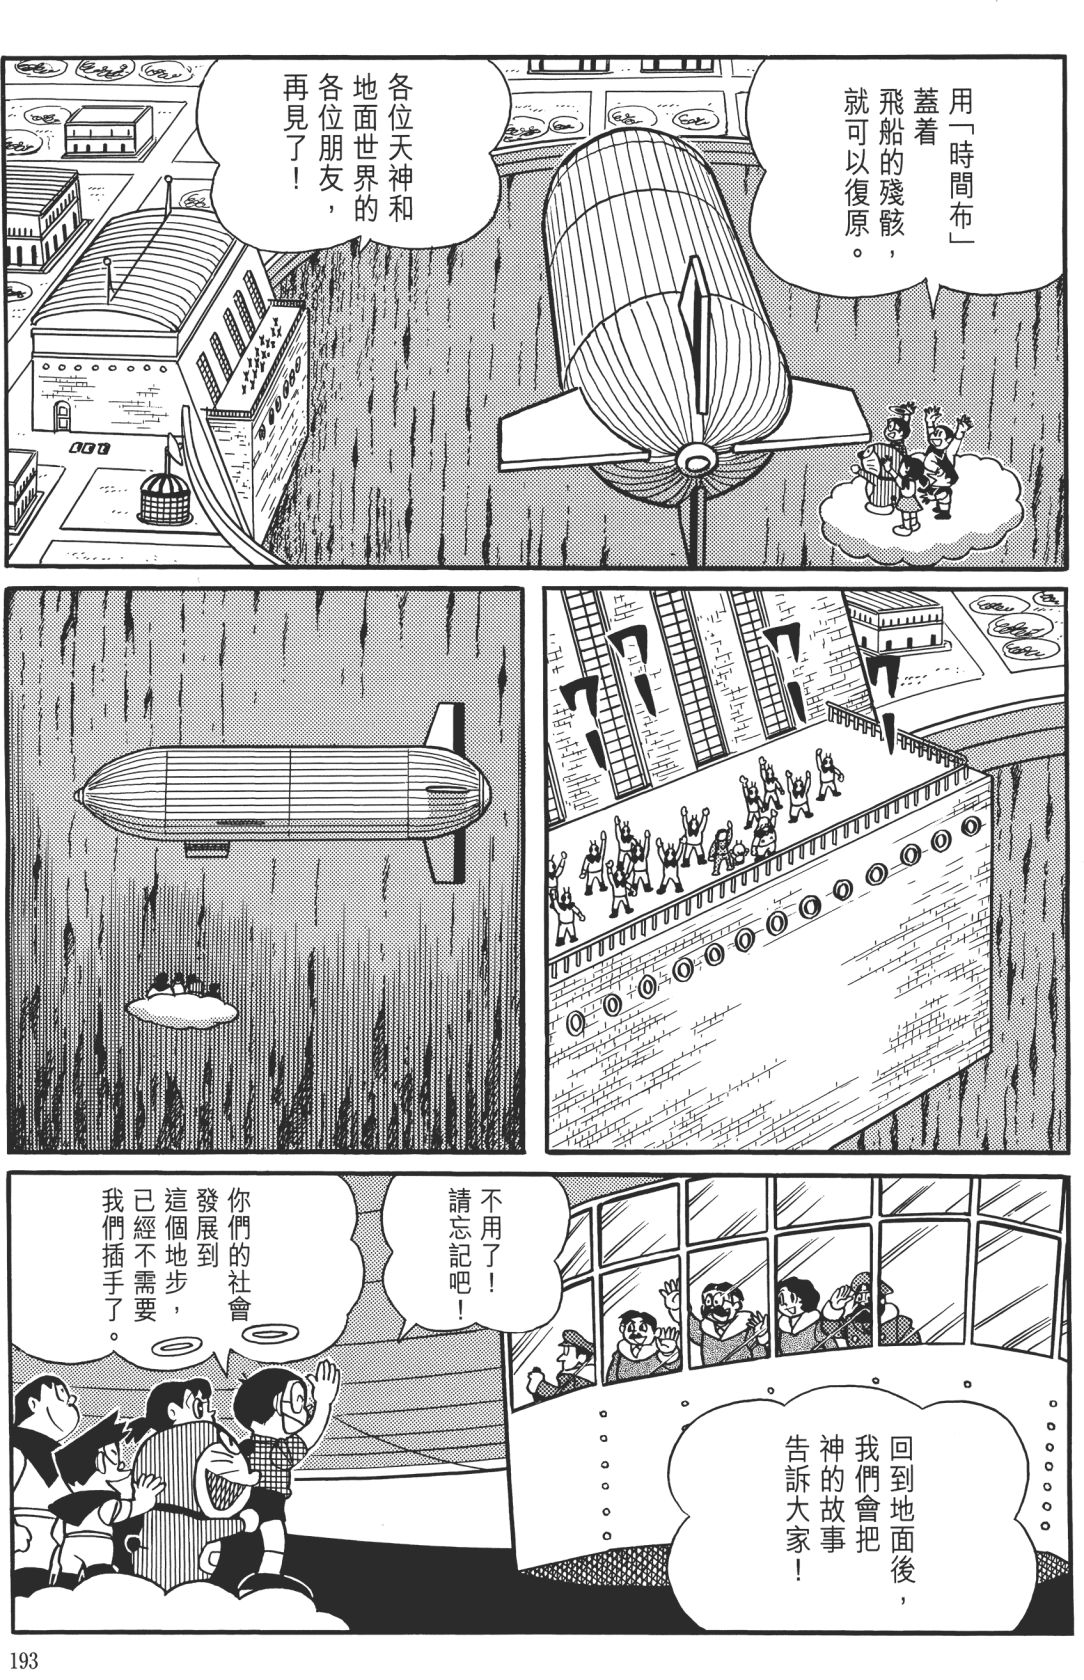 用「時間布」
蓋着
飛船的殘骸，
就可以復原。
各位天神和
地面世界的
各位朋友，
再見了！
回到地面後，
我們會把
神的故事
告訴大家！
不用了！
請忘記吧！
你們的社會
發展到
這個地步，
已經不需要
我們插手了。
193